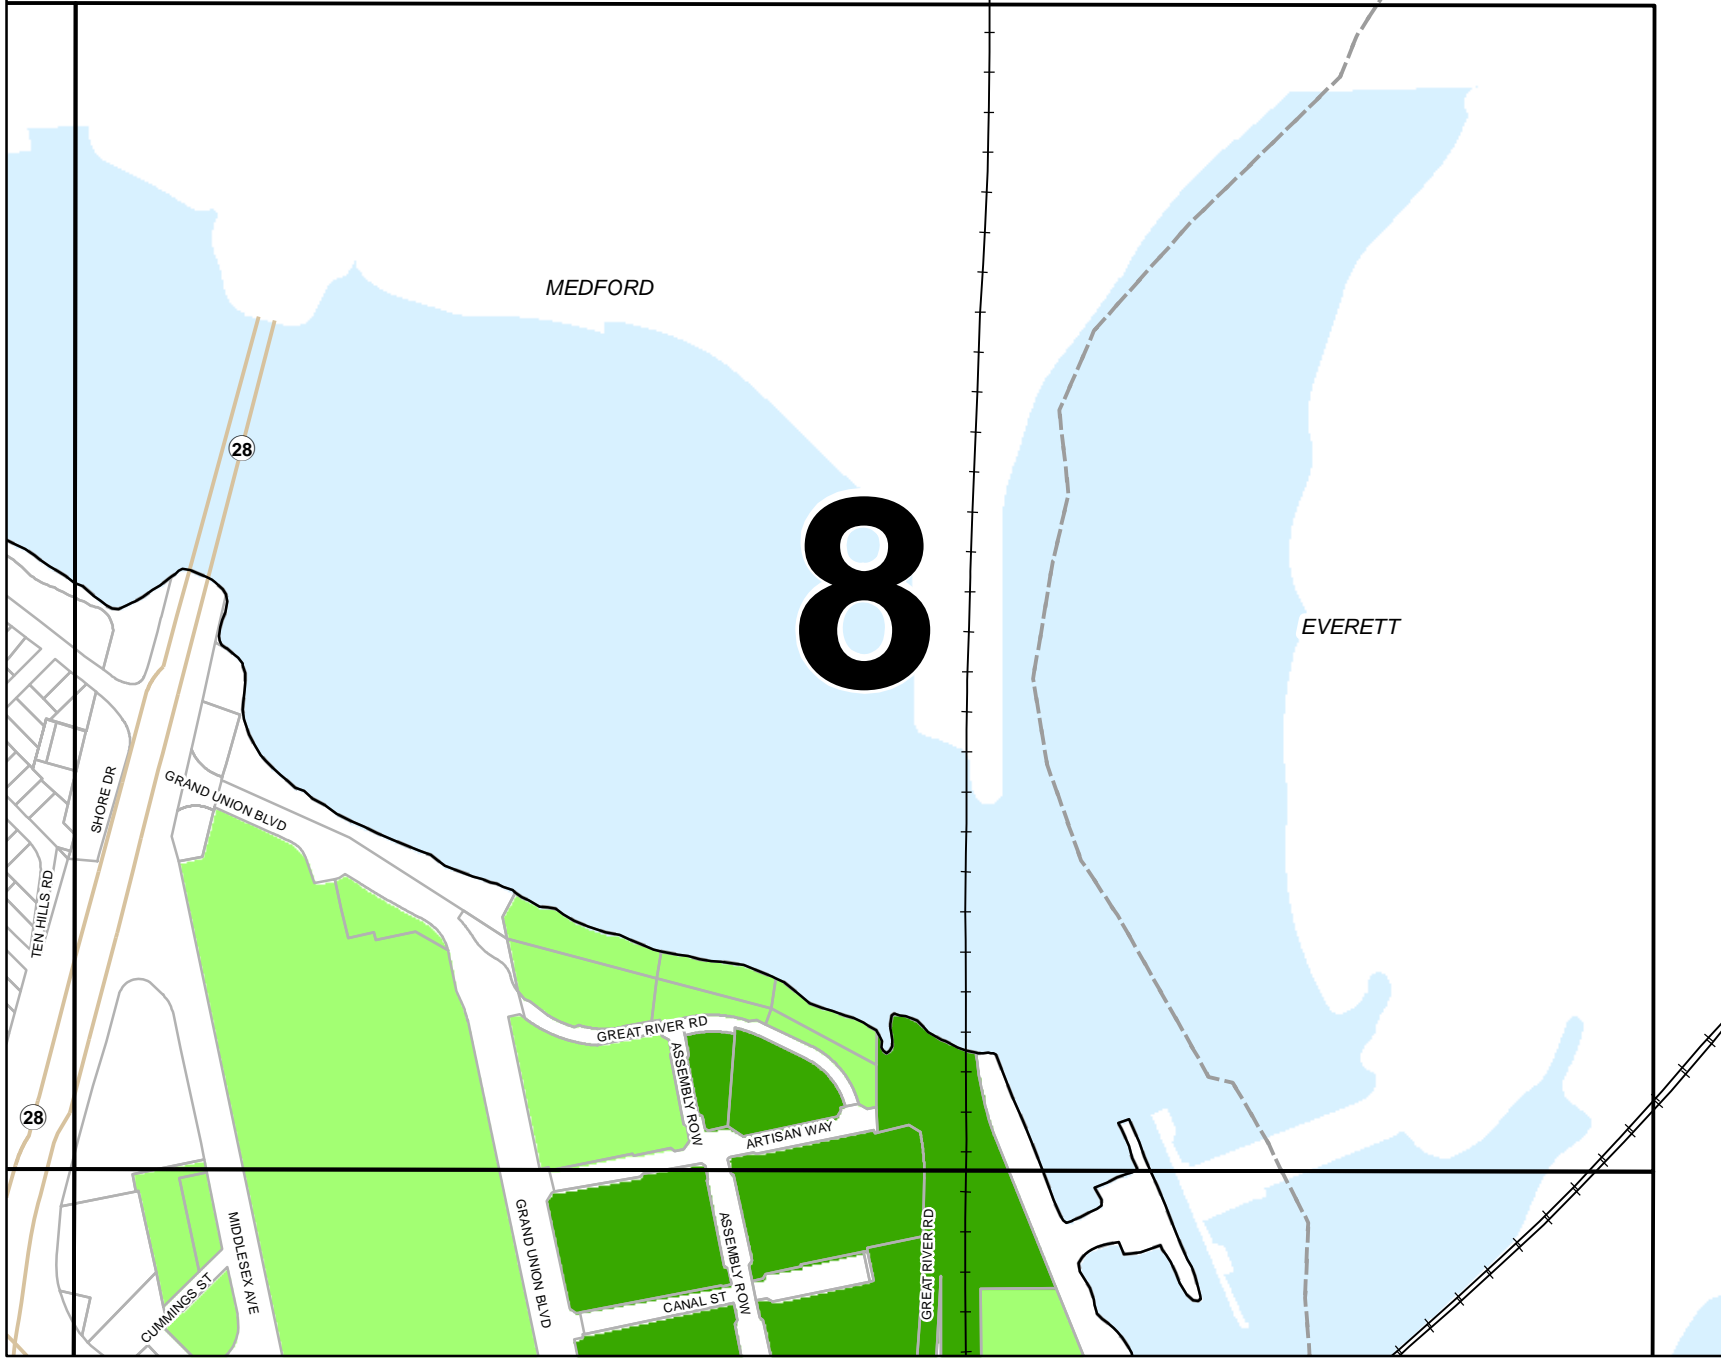 MEDFORD
28
8
EVERETT
SHORE DR
GRAND UNION BLVD
TEN HILLS RD
GREAT RIVER RD
ASSEMBLY ROW
28
ARTISAN WAY
MIDDLESEX AVE
GRAND UNION BLVD
ASSEMBLY ROW
GREAT RIVER RD
CUMMINGS ST
CANAL ST